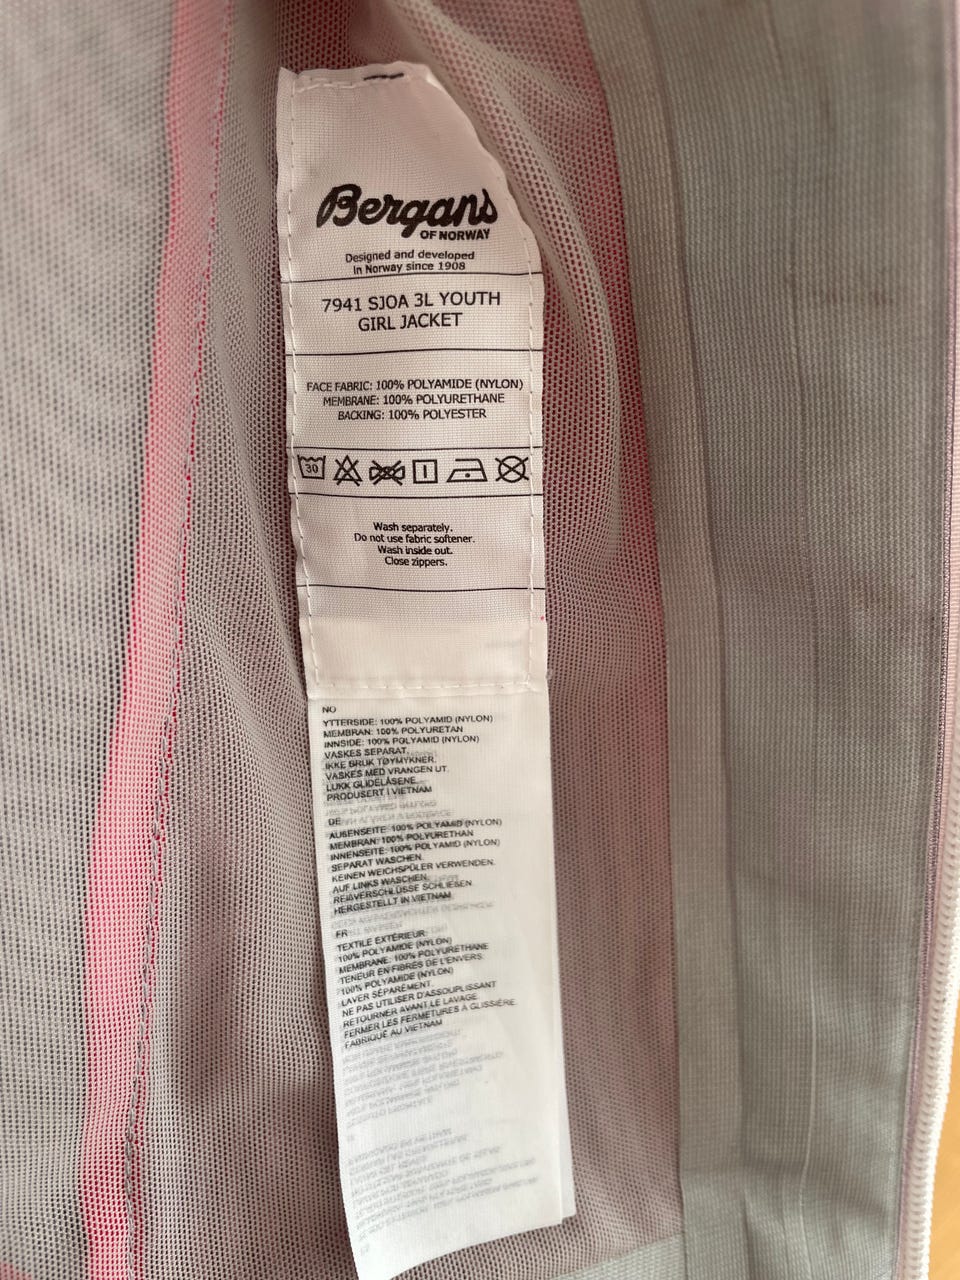 Bergans
OF NORWAY
Designed and developed
in Norway since 1908
7941 SJOA 3L YOUTH
GIRL JACKET
FACE FABRIC: 100% POLYAMIDE (NYLON)
MEMBRANE: 100% POLYURETHANE
BACKING: 100% POLYESTER
30
Wash separately.
Do not use fabric softener.
Wash inside out.
Close zippers.
NO
YTTERSIDE: 100% POLYAMID (NYLON)
MEMBRAN: 100% POLYURETAN
INNSIDE: 100% POLYAMID (NYLON)
VASKES SEPARAT.
IKKE BRUK TØYMYKNER.
VASKES MED VRANGEN UT.
LUKK GLIDELÅSENE.
PRODUSERT I VIETNAM
DE
AUßENSEITE: 100% POLYAMID (NYLON)
MEMBRAN: 100% POLYURETHAN
INNENSEITE: 100% POLYAMID (NYLON)
SEPARAT WASCHEN.
KEINEN WEICHSPÜLER VERWENDEN.
AUF LINKS WASCHEN.
REIßVERSCHLÜSSE SCHLIEßEN.
HERGESTELLT IN VIETNAM
FR
TEXTILE EXTÉRIEUR:
100% POLYAMIDE (NYLON)
MEMBRANE: 100% POLYURETHANE
TENEUR EN FIBRES DE L'ENVERS:
100% POLYAMIDE (NYLON)
LAVER SÉPARÉMENT.
NE PAS UTILISER D'ASSOUPLISSANT
RETOURNER AVANT LE LAVAGE.
FERMER LES FERMETURES À GLISSIÈRE.
FABRIQUÉ AU VIETNAM